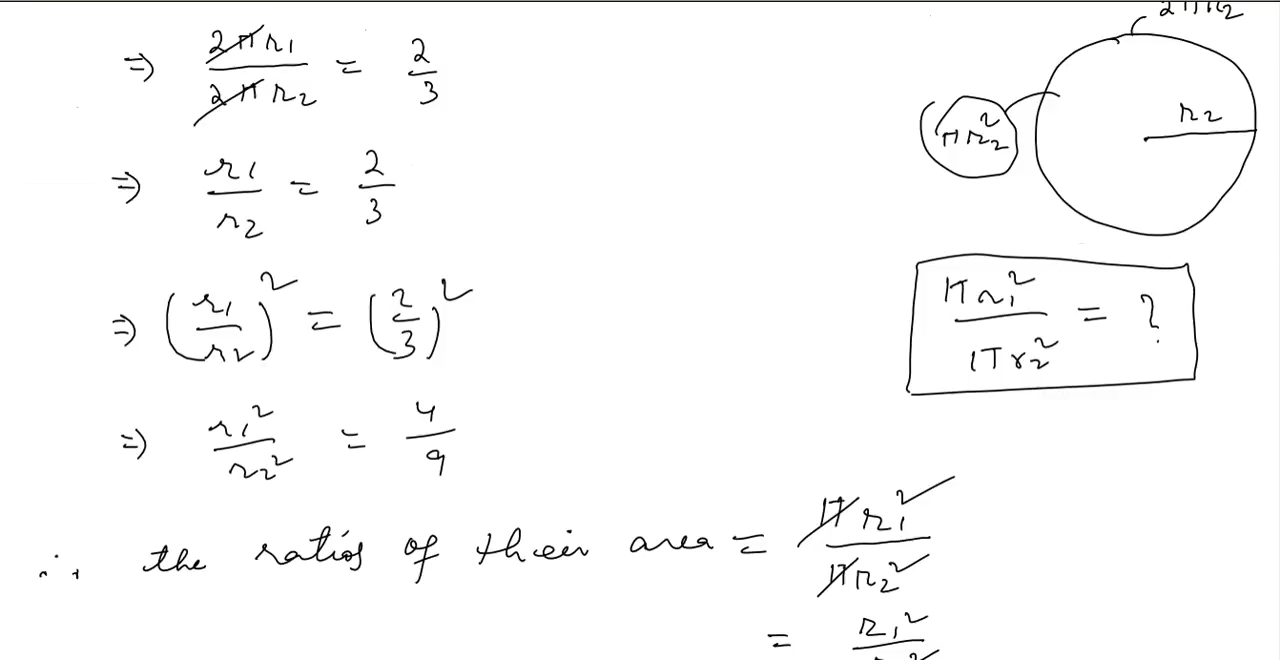 ⇒ 2πr₁/2πr₂ = 2/3
⇒ r₁/r₂ = 2/3
⇒ (r₁/r₂)² = (2/3)²
⇒ r₁²/r₂² = 4/9
∴ the ratios of their area = πr₁²/πr₂²
= r₁²
2πr₂
r₂
πr₂²
πr₁²/πr₂² = ?